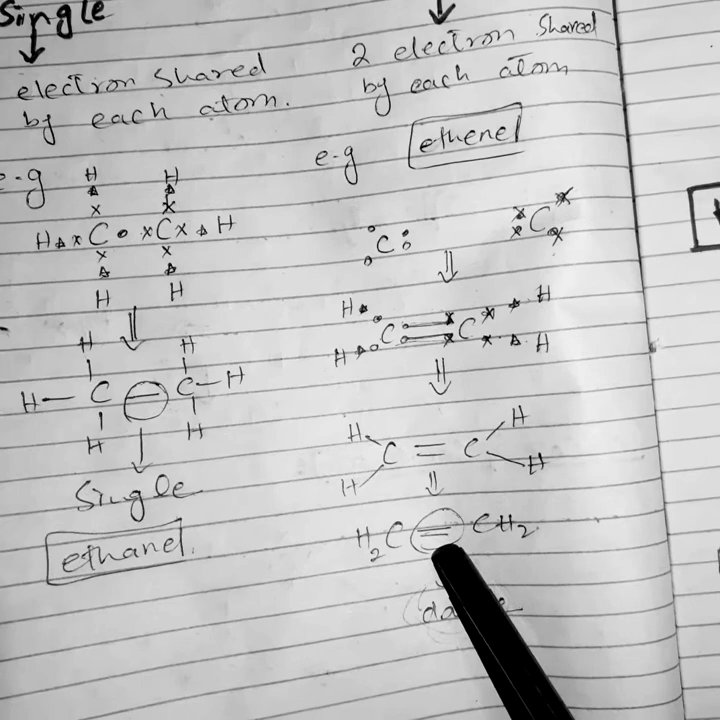 Single
electron shared
by each atom.
e-g
H H
H C C H
H H
H H
H C C H
H H
Single
ethane
2 electron shared
by each atom
e-g ethene
C C
H H
C C
H H
H H
C = C
H H
H2C = CH2